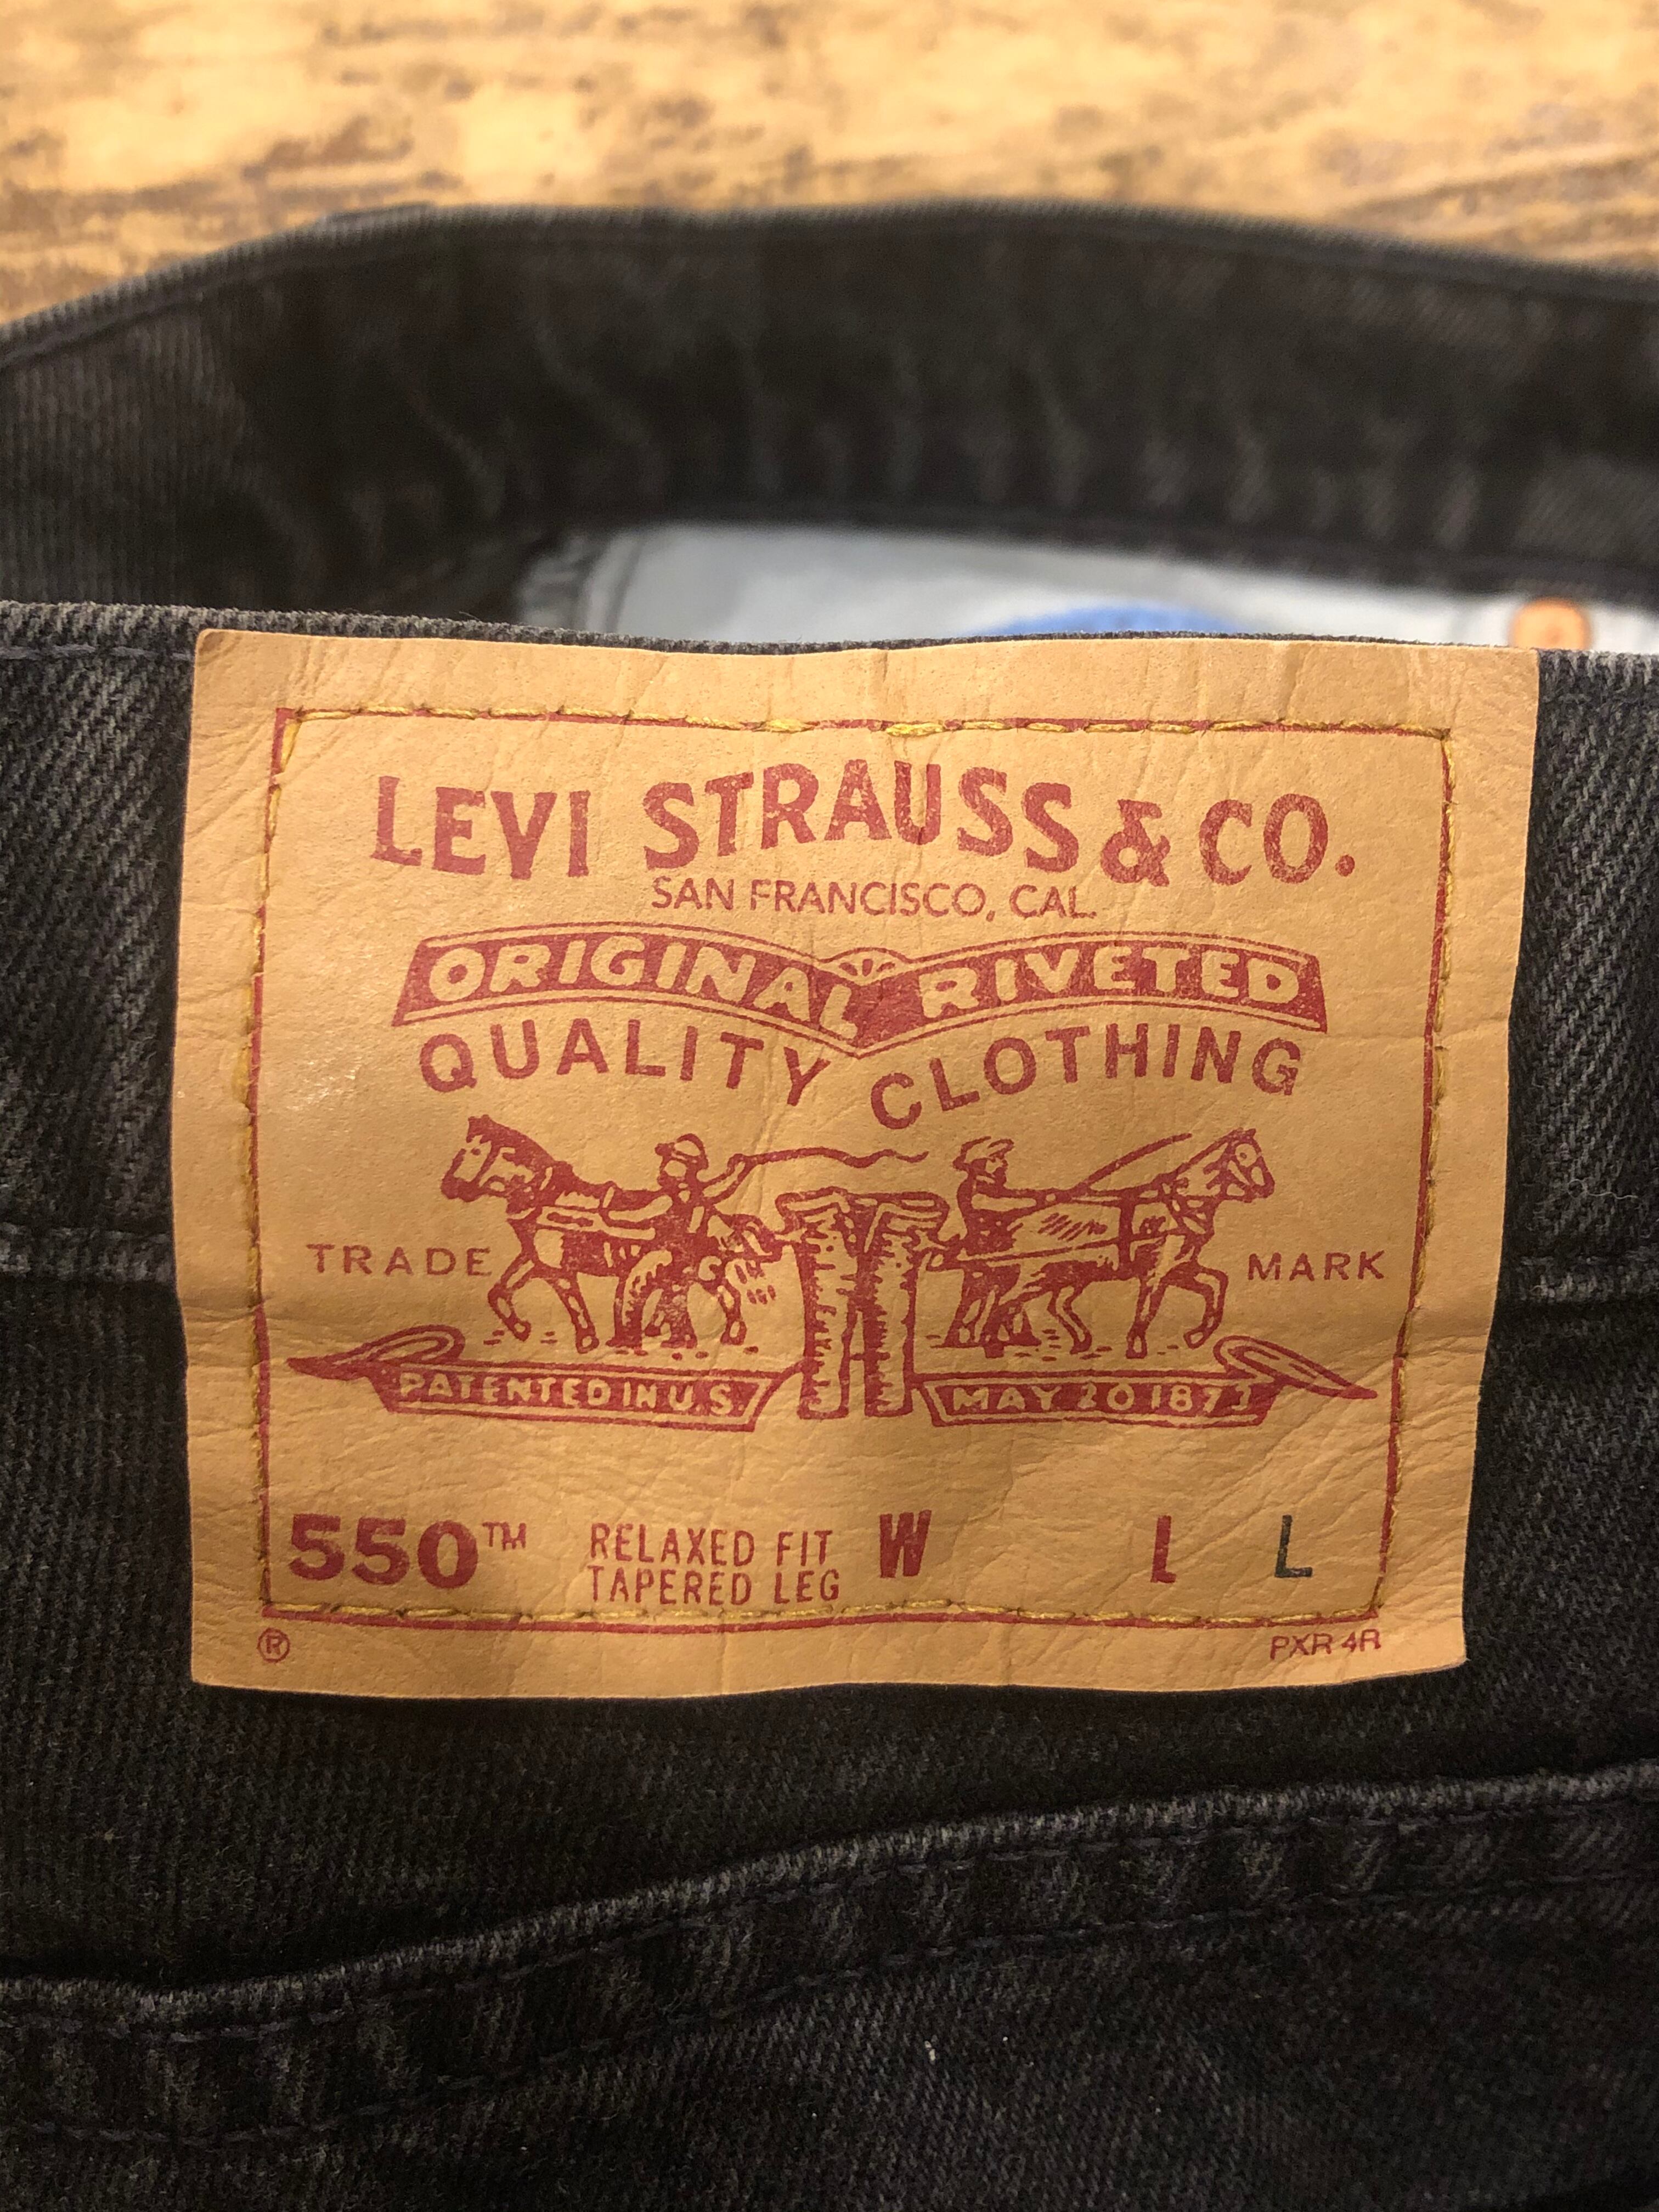 LEVI STRAUSS & CO.
SAN FRANCISCO, CAL.
ORIGINAL RIVETED
QUALITY CLOTHING
TRADE MARK
PATENTED IN U.S. MAY 20 1873
550™ RELAXED FIT TAPERED LEG W L L
® PXR 4R